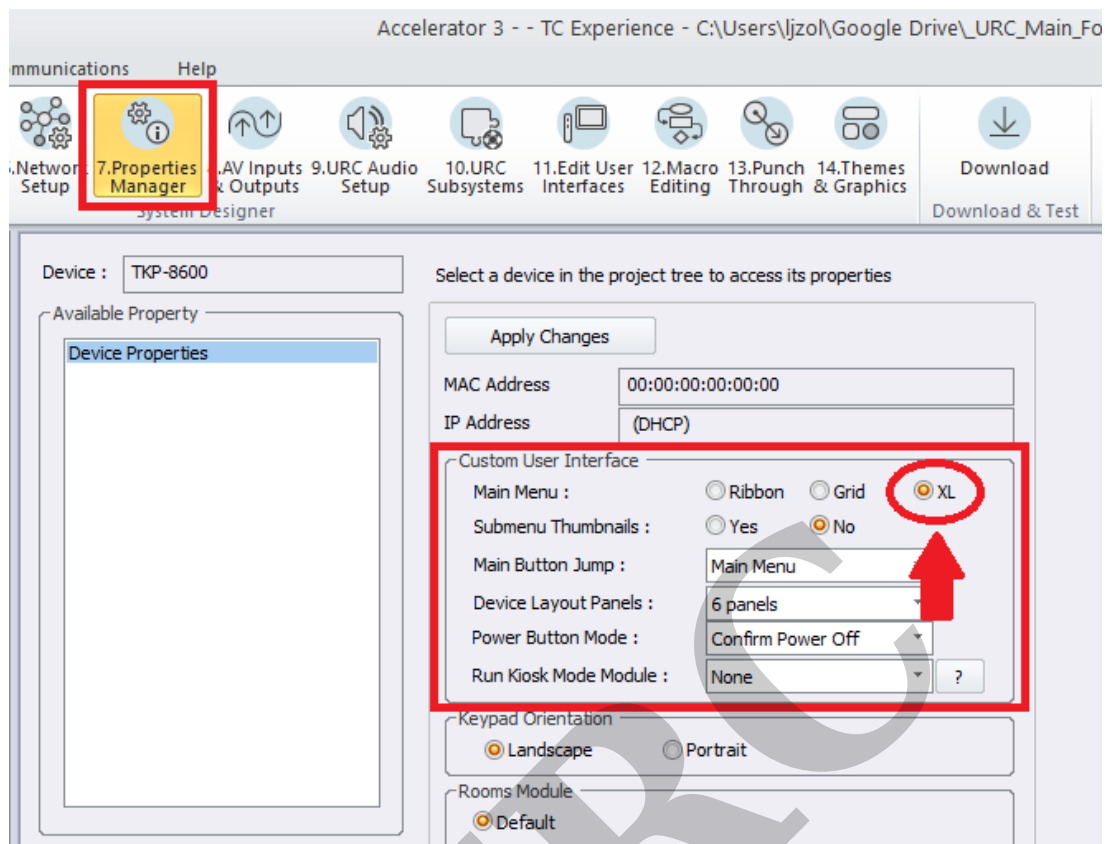 Accelerator 3 - - TC Experience - C:\Users\ljzol\Google Drive\_URC_Main_Fo
mmunications Help
.Network Setup
7.Properties Manager
.AV Inputs & Outputs
9.URC Audio Setup
10.URC Subsystems
11.Edit User Interfaces
12.Macro Editing
13.Punch Through
14.Themes & Graphics
Download
System Designer
Download & Test
Device : TKP-8600
Select a device in the project tree to access its properties
Available Property
Device Properties
Apply Changes
MAC Address 00:00:00:00:00:00
IP Address (DHCP)
Custom User Interface
Main Menu : Ribbon Grid XL
Submenu Thumbnails : Yes No
Main Button Jump : Main Menu
Device Layout Panels : 6 panels
Power Button Mode : Confirm Power Off
Run Kiosk Mode Module : None ?
Keypad Orientation
Landscape Portrait
Rooms Module
Default
URC